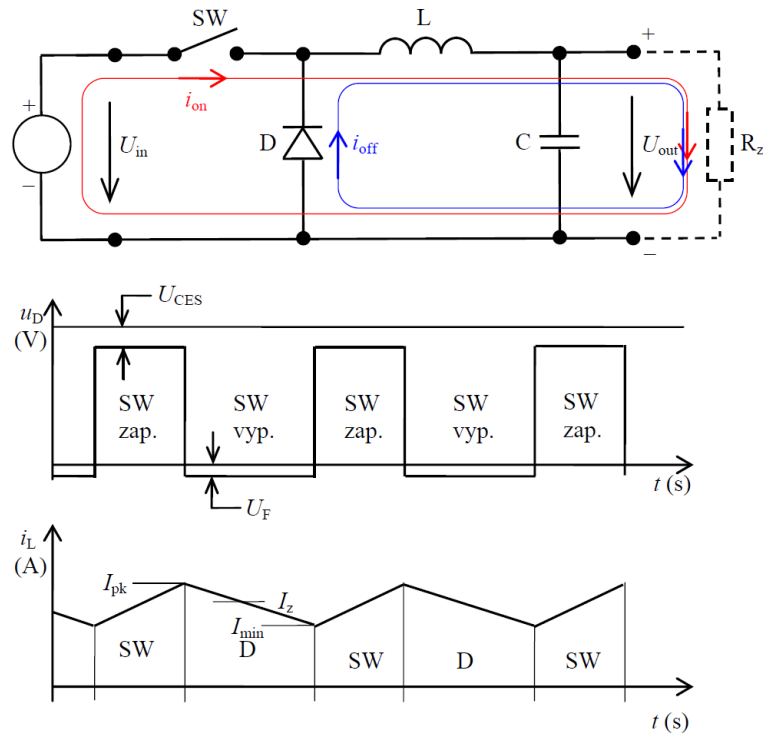 SW
L
+
+
i_on
U_in
D
i_off
C
U_out
R_z
−
−
U_CES
u_D
(V)
SW
zap.
SW
vyp.
SW
zap.
SW
vyp.
SW
zap.
t (s)
U_F
i_L
(A)
I_pk
I_z
I_min
SW
D
SW
D
SW
t (s)